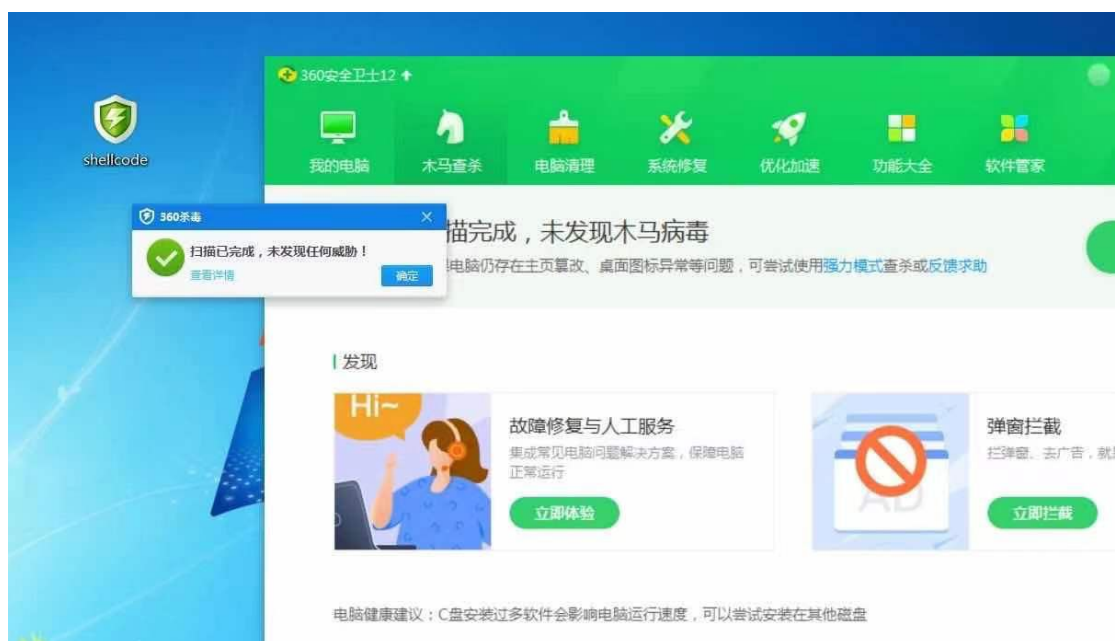 360安全卫士12
我的电脑
木马查杀
电脑清理
系统修复
优化加速
功能大全
软件管家
shellcode
360杀毒
扫描已完成,未发现任何威胁!
查看详情
确定
描完成,未发现木马病毒
电脑仍存在主页篡改、桌面图标异常等问题,可尝试使用强力模式查杀或反馈求助
发现
Hi~
故障修复与人工服务
集成常见电脑问题解决方案,保障电脑
正常运行
立即体验
AD
弹窗拦截
拦弹窗、去广告,就
立即拦截
电脑健康建议:C盘安装过多软件会影响电脑运行速度,可以尝试安装在其他磁盘